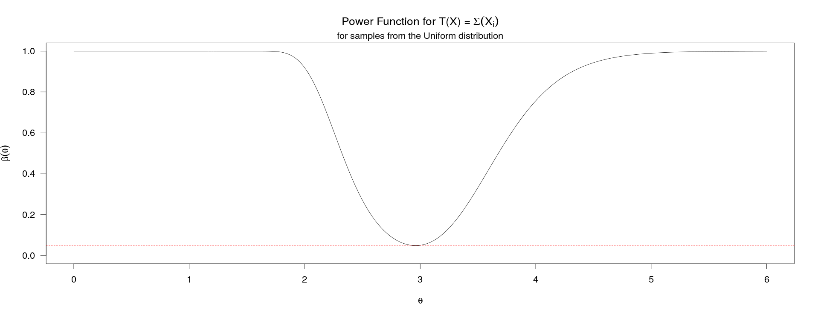 Power Function for T(X) = Σ(Xᵢ)
for samples from the Uniform distribution
1.0
0.8
0.6
0.4
0.2
0.0
β(θ)
0 1 2 3 4 5 6
θ